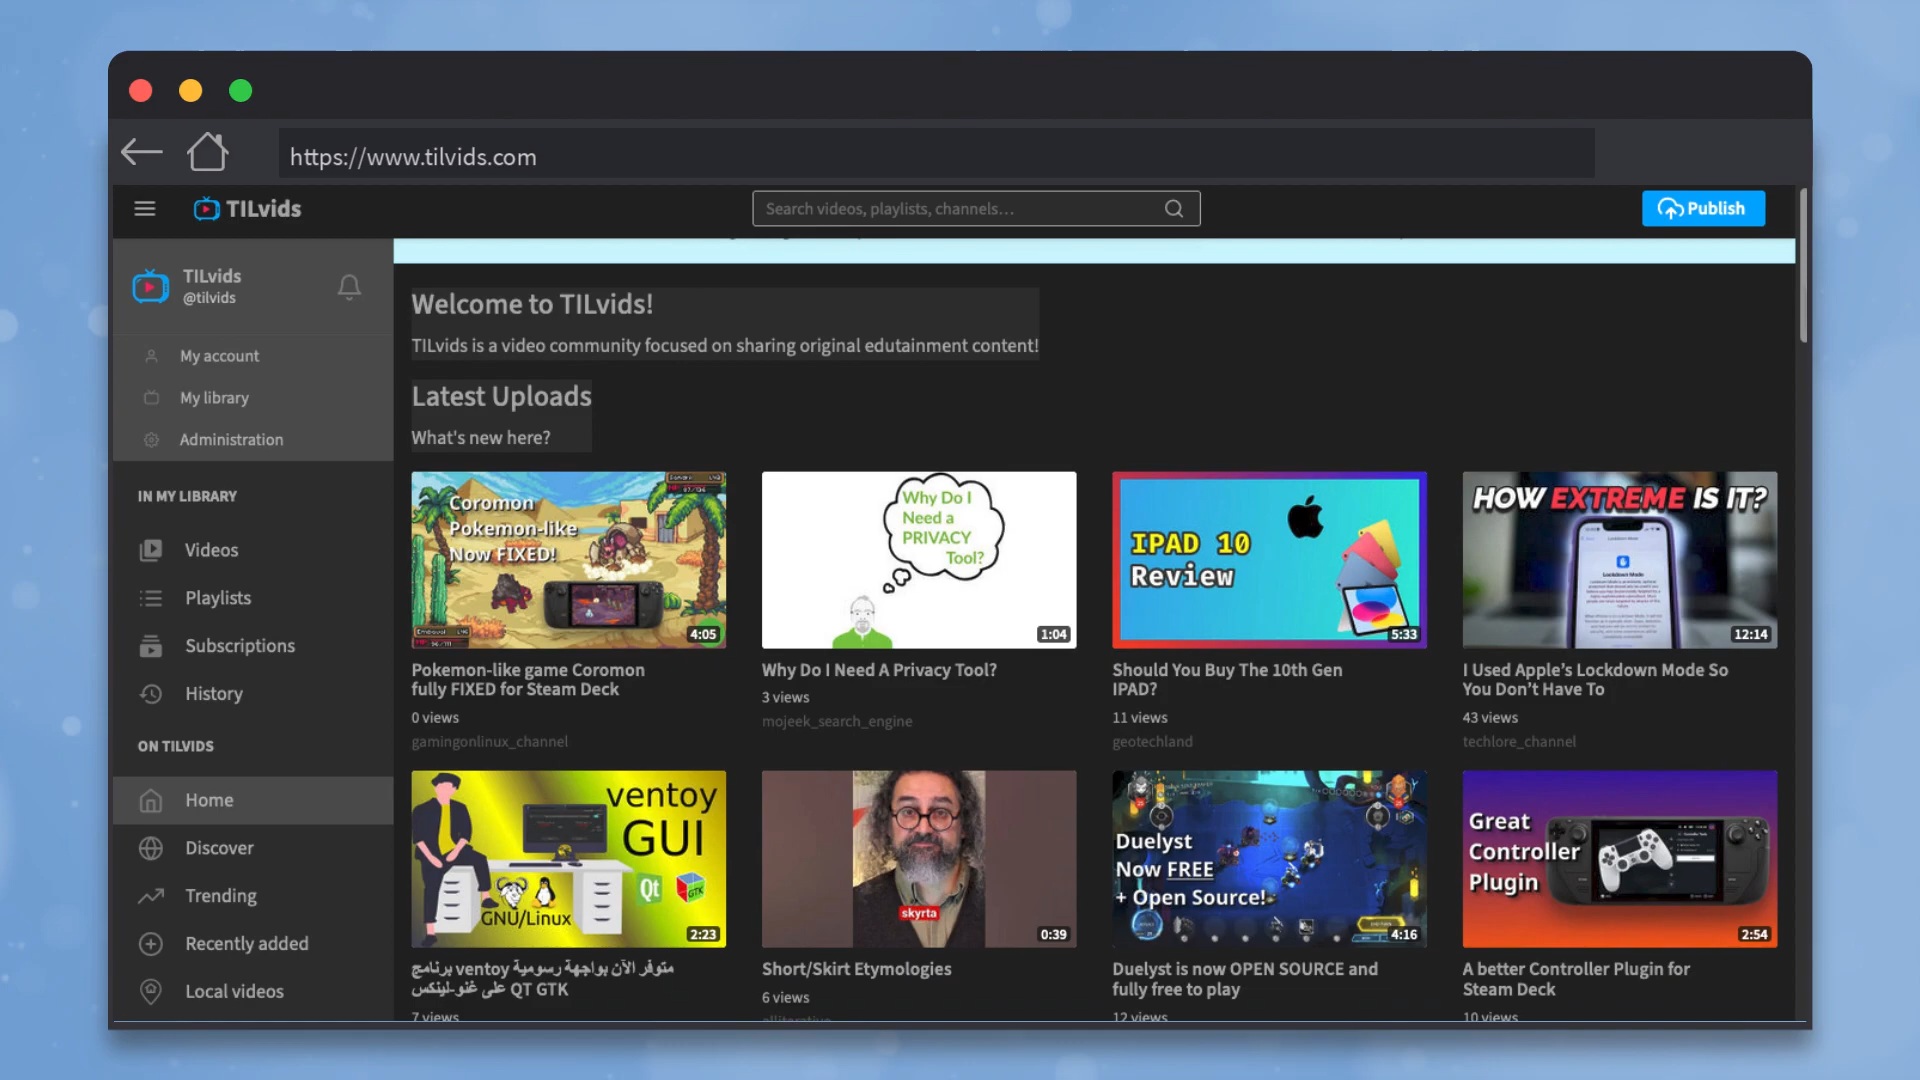 https://www.tilvids.com
TILvids
Search videos, playlists, channels…
Publish
TILvids
@tilvids
My account
My library
Administration
IN MY LIBRARY
Videos
Playlists
Subscriptions
History
ON TILVIDS
Home
Discover
Trending
Recently added
Local videos
Welcome to TILvids!
TILvids is a video community focused on sharing original edutainment content!
Latest Uploads
What's new here?
Coromon
Pokemon-like
Now FIXED!
4:05
Pokemon-like game Coromon
fully FIXED for Steam Deck
0 views
gamingonlinux_channel
Why Do I
Need a
PRIVACY
Tool?
1:04
Why Do I Need A Privacy Tool?
3 views
mojeek_search_engine
IPAD 10
Review
5:33
Should You Buy The 10th Gen
IPAD?
11 views
geotechland
HOW EXTREME IS IT?
Lockdown Mode
12:14
I Used Apple’s Lockdown Mode So
You Don’t Have To
43 views
techlore_channel
ventoy
GUI
Qt
GTK
GNU/Linux
2:23
متوفر الآن بواجهة رسومية ventoy برنامج
QT GTK على غنو-لينكس
7 views
skyrta
0:39
Short/Skirt Etymologies
6 views
Duelyst
Now FREE
+ Open Source!
4:16
Duelyst is now OPEN SOURCE and
fully free to play
12 views
Great
Controller
Plugin
2:54
A better Controller Plugin for
Steam Deck
10 views